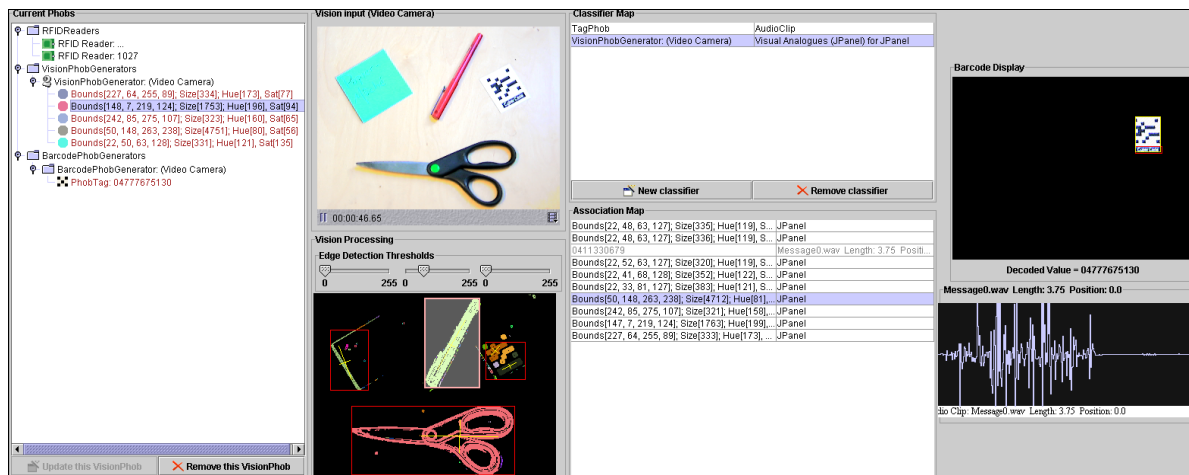 Current Phobs
RFIDReaders
RFID Reader: ...
RFID Reader: 1027
VisionPhobGenerators
VisionPhobGenerator: (Video Camera)
Bounds[227, 64, 255, 89]; Size[334]; Hue[173], Sat[77]
Bounds[148, 7, 219, 124]; Size[1753]; Hue[196], Sat[94]
Bounds[242, 85, 275, 107]; Size[323]; Hue[160], Sat[65]
Bounds[50, 148, 263, 238]; Size[4751]; Hue[80], Sat[56]
Bounds[22, 50, 63, 128]; Size[331]; Hue[121], Sat[135]
BarcodePhobGenerators
BarcodePhobGenerator: (Video Camera)
PhobTag: 04777675130
Update this VisionPhob
Remove this VisionPhob
Vision input (Video Camera)
00:00:46.65
Vision Processing
Edge Detection Thresholds
0 255 0 255 0 255
Classifier Map
TagPhob AudioClip
VisionPhobGenerator: (Video Camera) Visual Analogues (JPanel) for JPanel
New classifier
Remove classifier
Association Map
Bounds[22, 48, 63, 127]; Size[335]; Hue[119], S... JPanel
Bounds[22, 48, 63, 127]; Size[336]; Hue[119], S... JPanel
0411330679 Message0.wav Length: 3.75 Positi...
Bounds[22, 52, 63, 127]; Size[320]; Hue[119], S... JPanel
Bounds[22, 41, 68, 128]; Size[352]; Hue[122], S... JPanel
Bounds[22, 33, 81, 127]; Size[383]; Hue[121], S... JPanel
Bounds[50, 148, 263, 238]; Size[4712]; Hue[81],... JPanel
Bounds[242, 85, 275, 107]; Size[321]; Hue[158],... JPanel
Bounds[147, 7, 219, 124]; Size[1763]; Hue[199],... JPanel
Bounds[227, 64, 255, 89]; Size[333]; Hue[173], ... JPanel
Barcode Display
Decoded Value = 04777675130
Message0.wav Length: 3.75 Position: 0.0
dio Clip: Message0.wav Length: 3.75 Position: 0.0